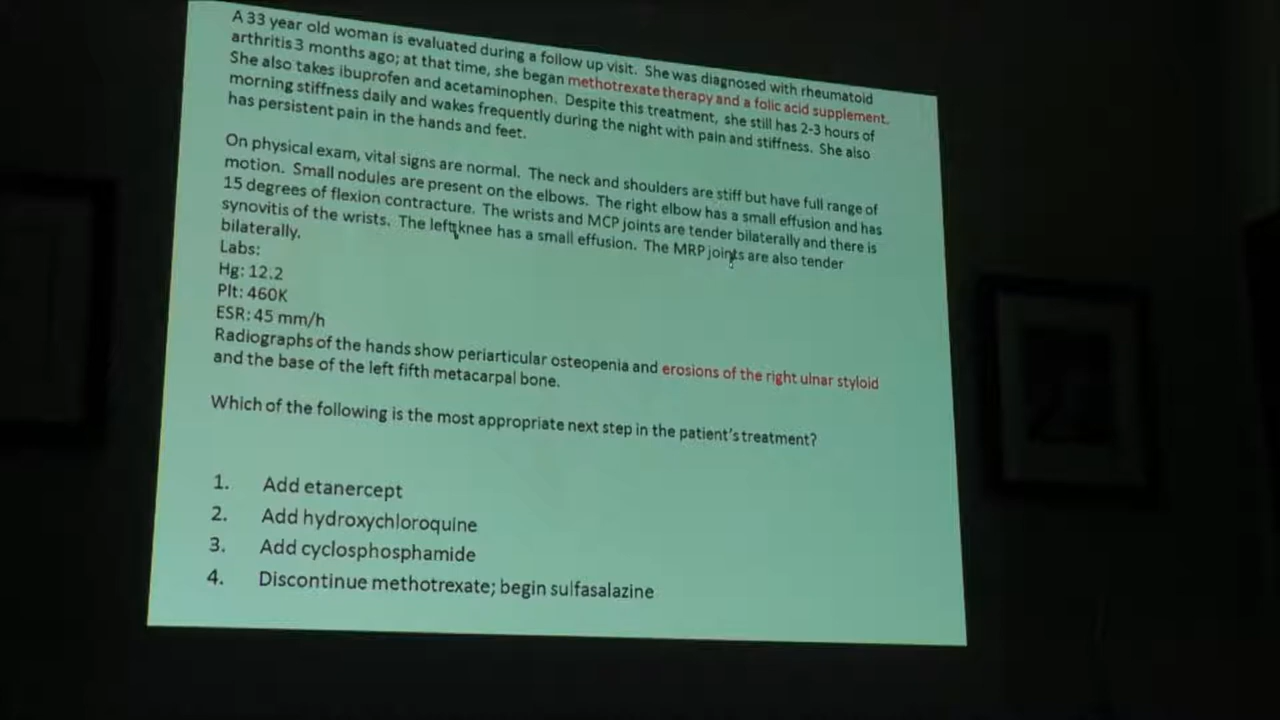 A 33 year old woman is evaluated during a follow up visit. She was diagnosed with rheumatoid
arthritis 3 months ago; at that time, she began methotrexate therapy and a folic acid supplement.
She also takes ibuprofen and acetaminophen. Despite this treatment, she still has 2-3 hours of
morning stiffness daily and wakes frequently during the night with pain and stiffness. She also
has persistent pain in the hands and feet.
On physical exam, vital signs are normal. The neck and shoulders are stiff but have full range of
motion. Small nodules are present on the elbows. The right elbow has a small effusion and has
15 degrees of flexion contracture. The wrists and MCP joints are tender bilaterally and there is
synovitis of the wrists. The left knee has a small effusion. The MRP joints are also tender
bilaterally.
Labs:
Hg: 12.2
Plt: 460K
ESR: 45 mm/h
Radiographs of the hands show periarticular osteopenia and erosions of the right ulnar styloid
and the base of the left fifth metacarpal bone.
Which of the following is the most appropriate next step in the patient's treatment?
1. Add etanercept
2. Add hydroxychloroquine
3. Add cyclosphosphamide
4. Discontinue methotrexate; begin sulfasalazine